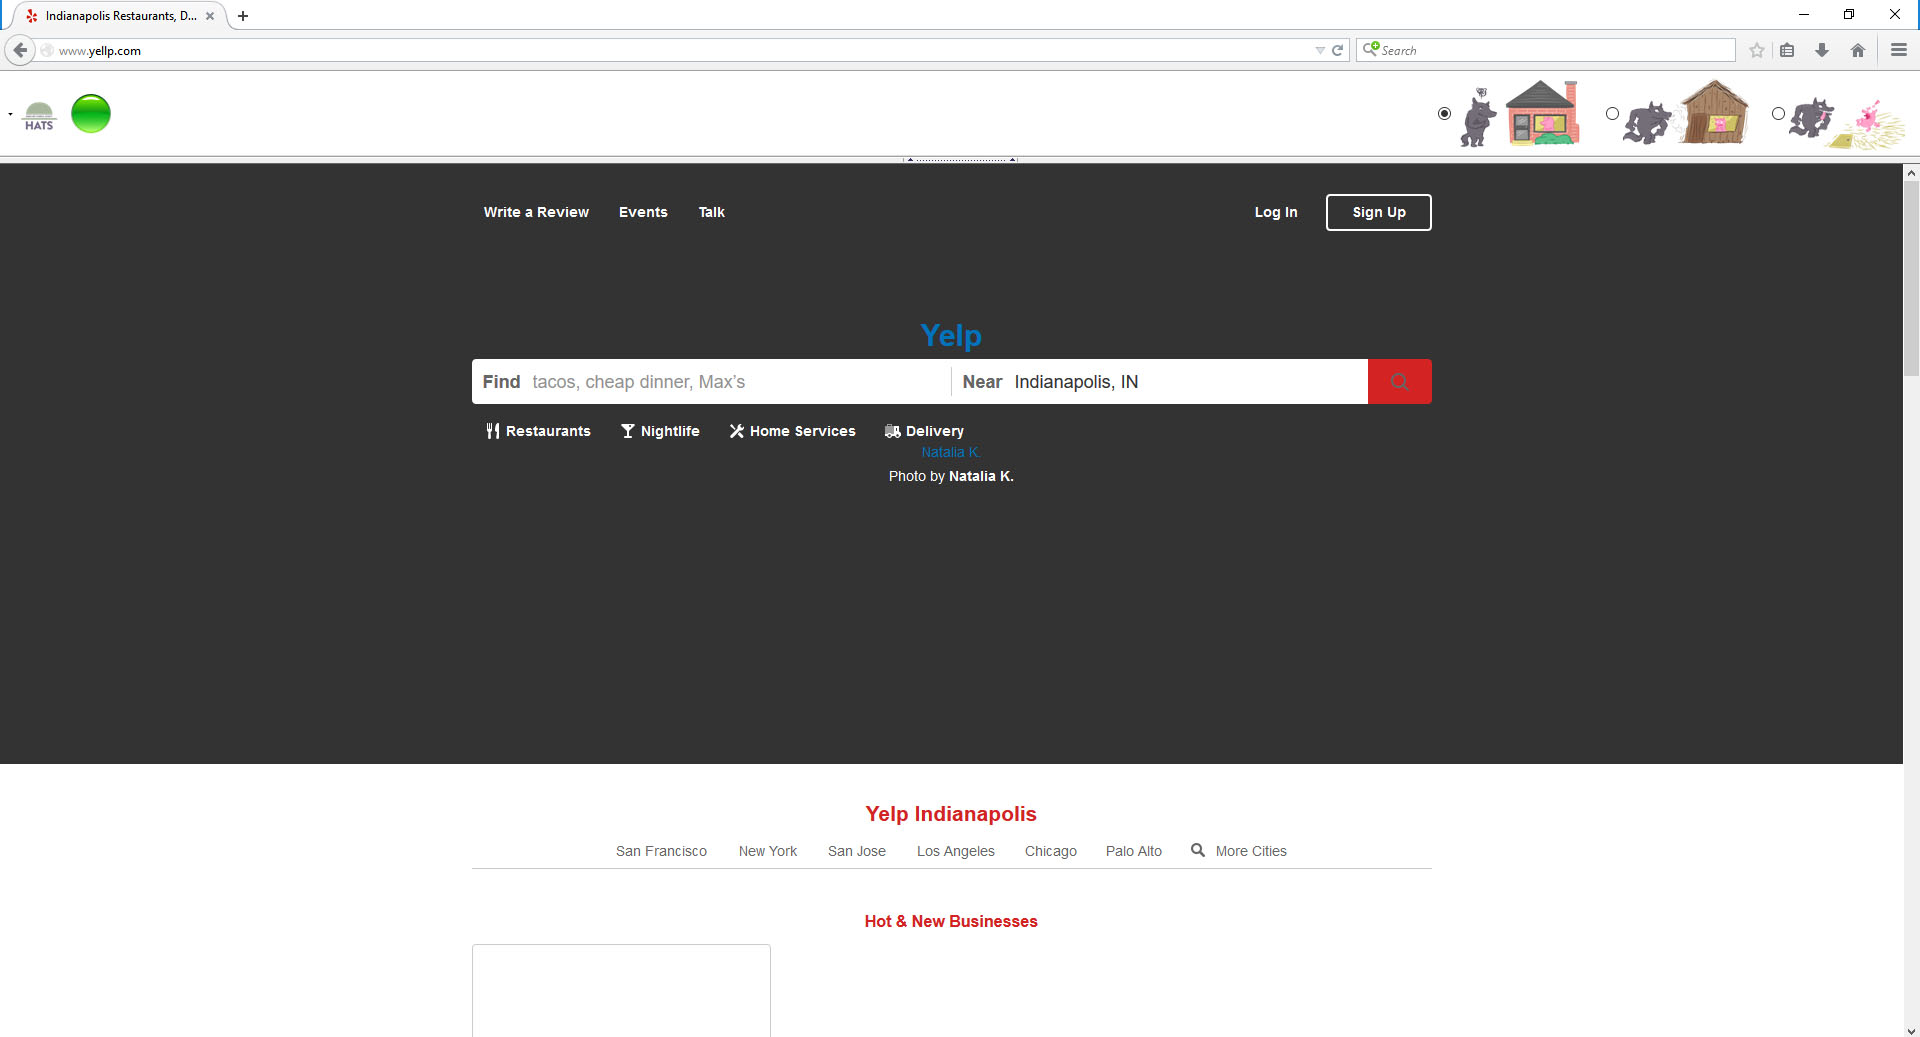 Indianapolis Restaurants, D...
www.yellp.com
Search
HATS
Write a Review Events Talk Log In Sign Up
Yelp
Find tacos, cheap dinner, Max's Near Indianapolis, IN
Restaurants Nightlife Home Services Delivery
Natalia K.
Photo by Natalia K.
Yelp Indianapolis
San Francisco New York San Jose Los Angeles Chicago Palo Alto More Cities
Hot & New Businesses